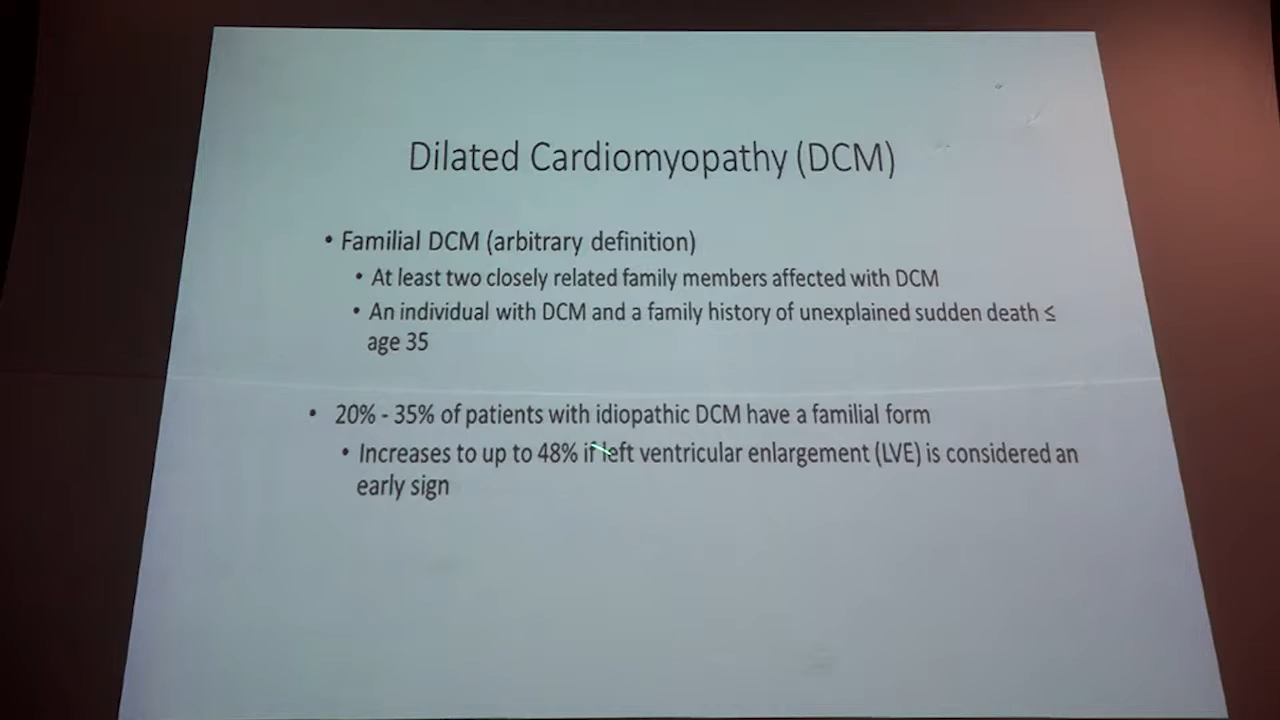 Dilated Cardiomyopathy (DCM)
• Familial DCM (arbitrary definition)
• At least two closely related family members affected with DCM
• An individual with DCM and a family history of unexplained sudden death ≤
age 35
• 20% - 35% of patients with idiopathic DCM have a familial form
• Increases to up to 48% if left ventricular enlargement (LVE) is considered an
early sign